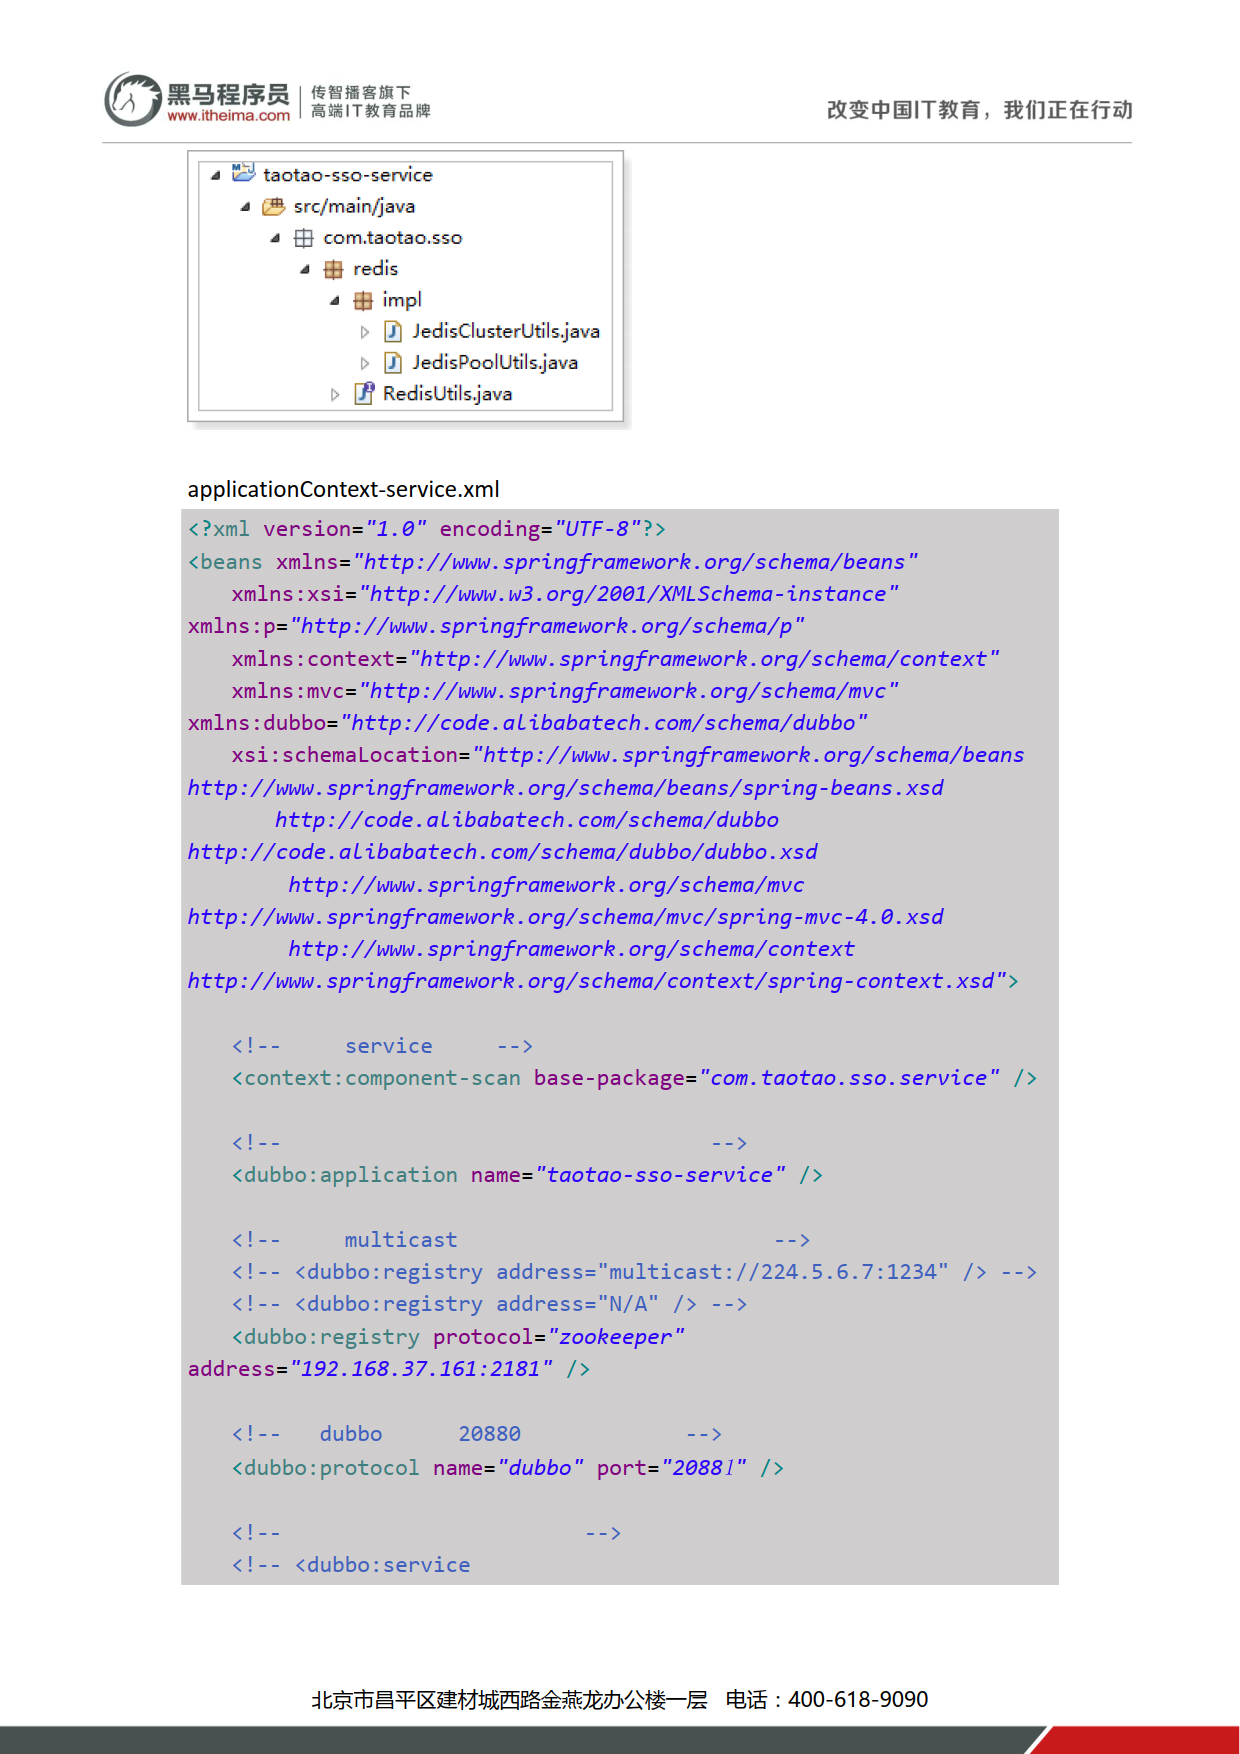 黑马程序员
www.itheima.com
传智播客旗下
高端IT教育品牌
改变中国IT教育，我们正在行动
taotao-sso-service
src/main/java
com.taotao.sso
redis
impl
JedisClusterUtils.java
JedisPoolUtils.java
RedisUtils.java
applicationContext-service.xml
<?xml version="1.0" encoding="UTF-8"?>
<beans xmlns="http://www.springframework.org/schema/beans"
xmlns:xsi="http://www.w3.org/2001/XMLSchema-instance"
xmlns:p="http://www.springframework.org/schema/p"
xmlns:context="http://www.springframework.org/schema/context"
xmlns:mvc="http://www.springframework.org/schema/mvc"
xmlns:dubbo="http://code.alibabatech.com/schema/dubbo"
xsi:schemaLocation="http://www.springframework.org/schema/beans
http://www.springframework.org/schema/beans/spring-beans.xsd
http://code.alibabatech.com/schema/dubbo
http://code.alibabatech.com/schema/dubbo/dubbo.xsd
http://www.springframework.org/schema/mvc
http://www.springframework.org/schema/mvc/spring-mvc-4.0.xsd
http://www.springframework.org/schema/context
http://www.springframework.org/schema/context/spring-context.xsd">
<!-- service -->
<context:component-scan base-package="com.taotao.sso.service" />
<!-- -->
<dubbo:application name="taotao-sso-service" />
<!-- multicast -->
<!-- <dubbo:registry address="multicast://224.5.6.7:1234" /> -->
<!-- <dubbo:registry address="N/A" /> -->
<dubbo:registry protocol="zookeeper"
address="192.168.37.161:2181" />
<!-- dubbo 20880 -->
<dubbo:protocol name="dubbo" port="20881" />
<!-- -->
<!-- <dubbo:service
北京市昌平区建材城西路金燕龙办公楼一层 电话：400-618-9090